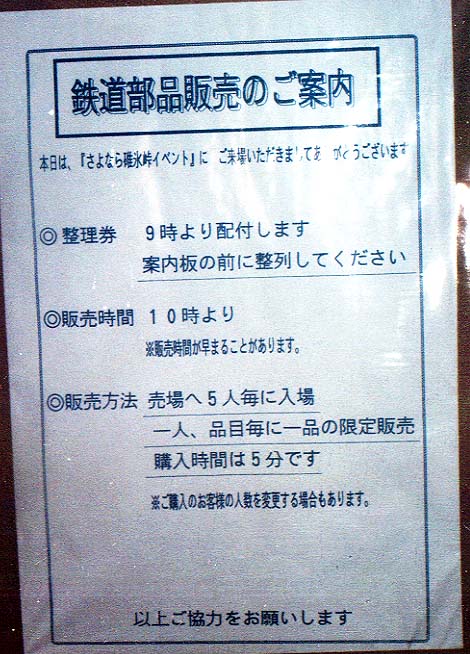 鉄道部品販売のご案内
本日は、『さよなら碓氷峠イベント』に ご来場いただきましてあ がとうございます
◎整理券 9時より配付します
案内板の前に整列してください
◎販売時間 10時より
※販売時間が早まることがあります。
◎販売方法 売場へ5人毎に入場
一人、品目毎に一品の限定販売
購入時間は5分です
※ご購入のお客様の人数を変更する場合もあります。
以上ご協力をお願いします